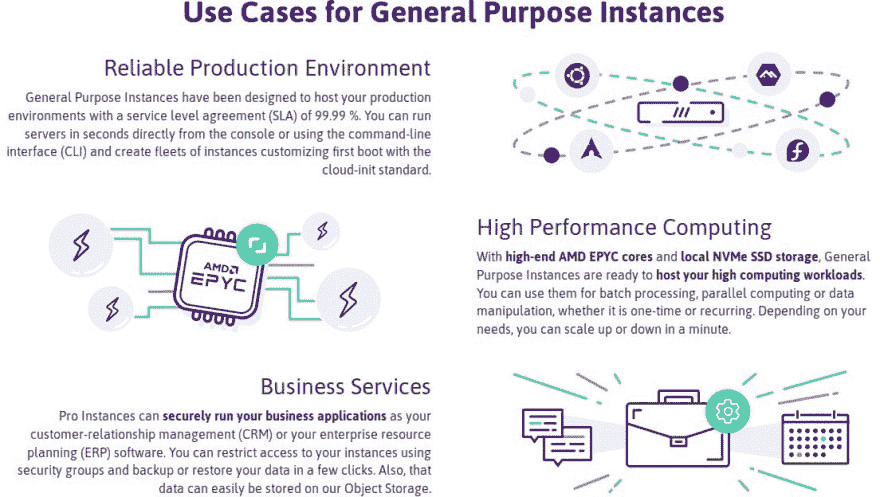 Use Cases for General Purpose Instances
Reliable Production Environment
General Purpose Instances have been designed to host your production
environments with a service level agreement (SLA) of 99.99 %. You can run
servers in seconds directly from the console or using the command-line
interface (CLI) and create fleets of instances customizing first boot with the
cloud-init standard.
AMD
EPYC
High Performance Computing
With high-end AMD EPYC cores and local NVMe SSD storage, General
Purpose Instances are ready to host your high computing workloads.
You can use them for batch processing, parallel computing or data
manipulation, whether it is one-time or recurring. Depending on your
needs, you can scale up or down in a minute.
Business Services
Pro Instances can securely run your business applications as your
customer-relationship management (CRM) or your enterprise resource
planning (ERP) software. You can restrict access to your instances using
security groups and backup or restore your data in a few clicks. Also, that
data can easily be stored on our Object Storage.